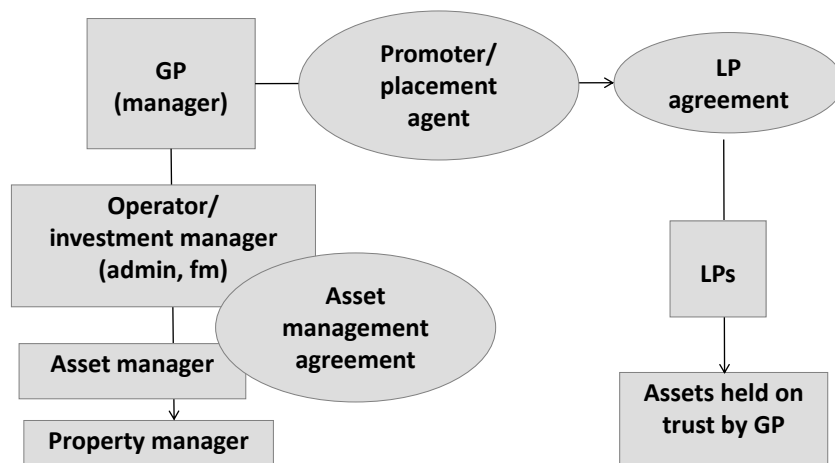 GP
(manager)
Promoter/
placement
agent
LP
agreement
Operator/
investment manager
(admin, fm)
Asset
management
agreement
LPs
Asset manager
Property manager
Assets held on
trust by GP